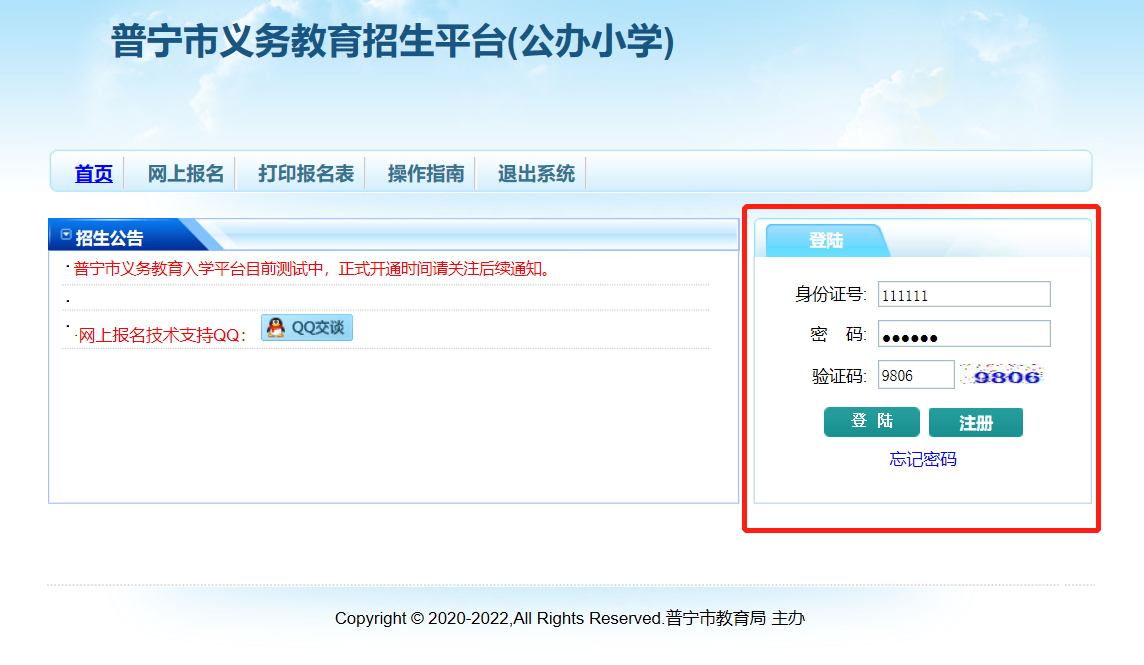 普宁市义务教育招生平台(公办小学)
首页 网上报名 打印报名表 操作指南 退出系统
招生公告
·普宁市义务教育入学平台目前测试中，正式开通时间请关注后续通知。
·
·网上报名技术支持QQ： QQ交谈
登陆
身份证号: 111111
密 码: ●●●●●●
验证码: 9806 9806
登 陆 注册
忘记密码
Copyright © 2020-2022,All Rights Reserved.普宁市教育局 主办